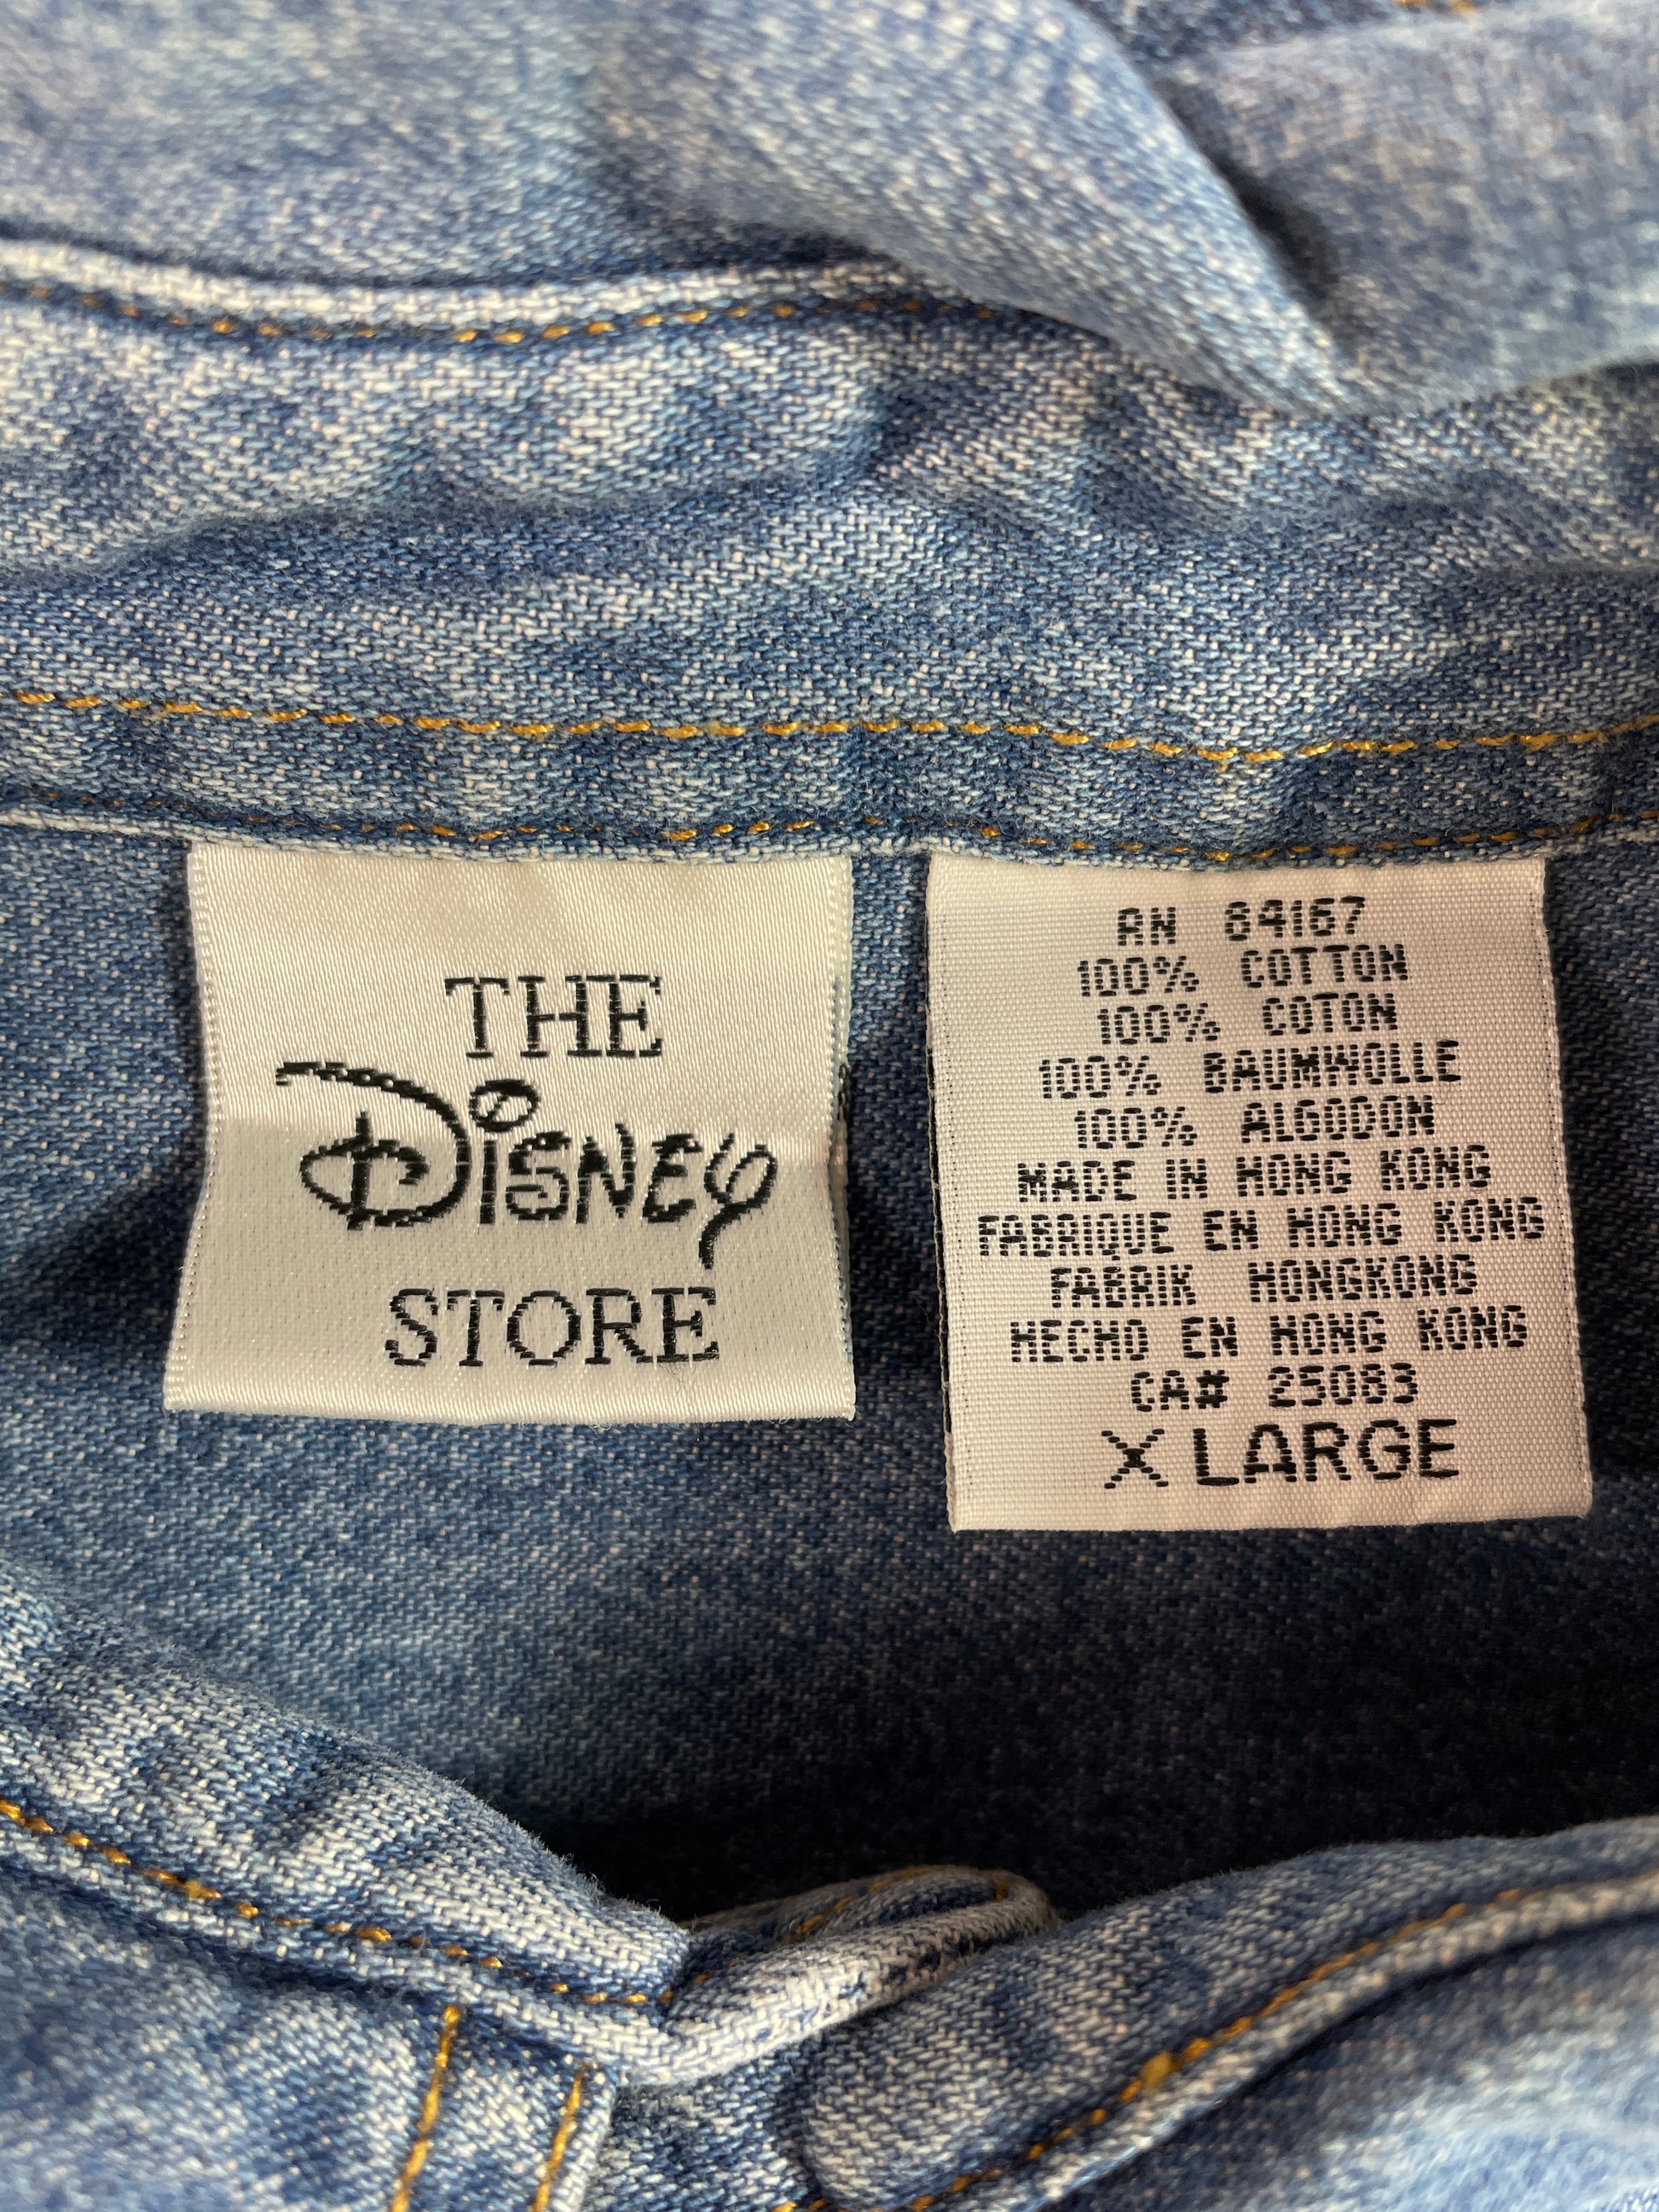 THE
Disney
STORE
RN 84167
100% COTTON
100% COTON
100% BAUMWOLLE
100% ALGODON
MADE IN HONG KONG
FABRIQUE EN HONG KONG
FABRIK HONGKONG
HECHO EN HONG KONG
CA# 25083
X LARGE